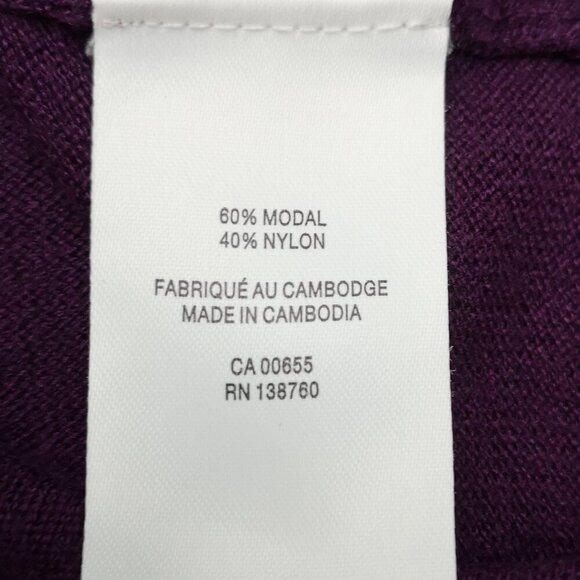 60% MODAL
40% NYLON
FABRIQUÉ AU CAMBODGE
MADE IN CAMBODIA
CA 00655
RN 138760